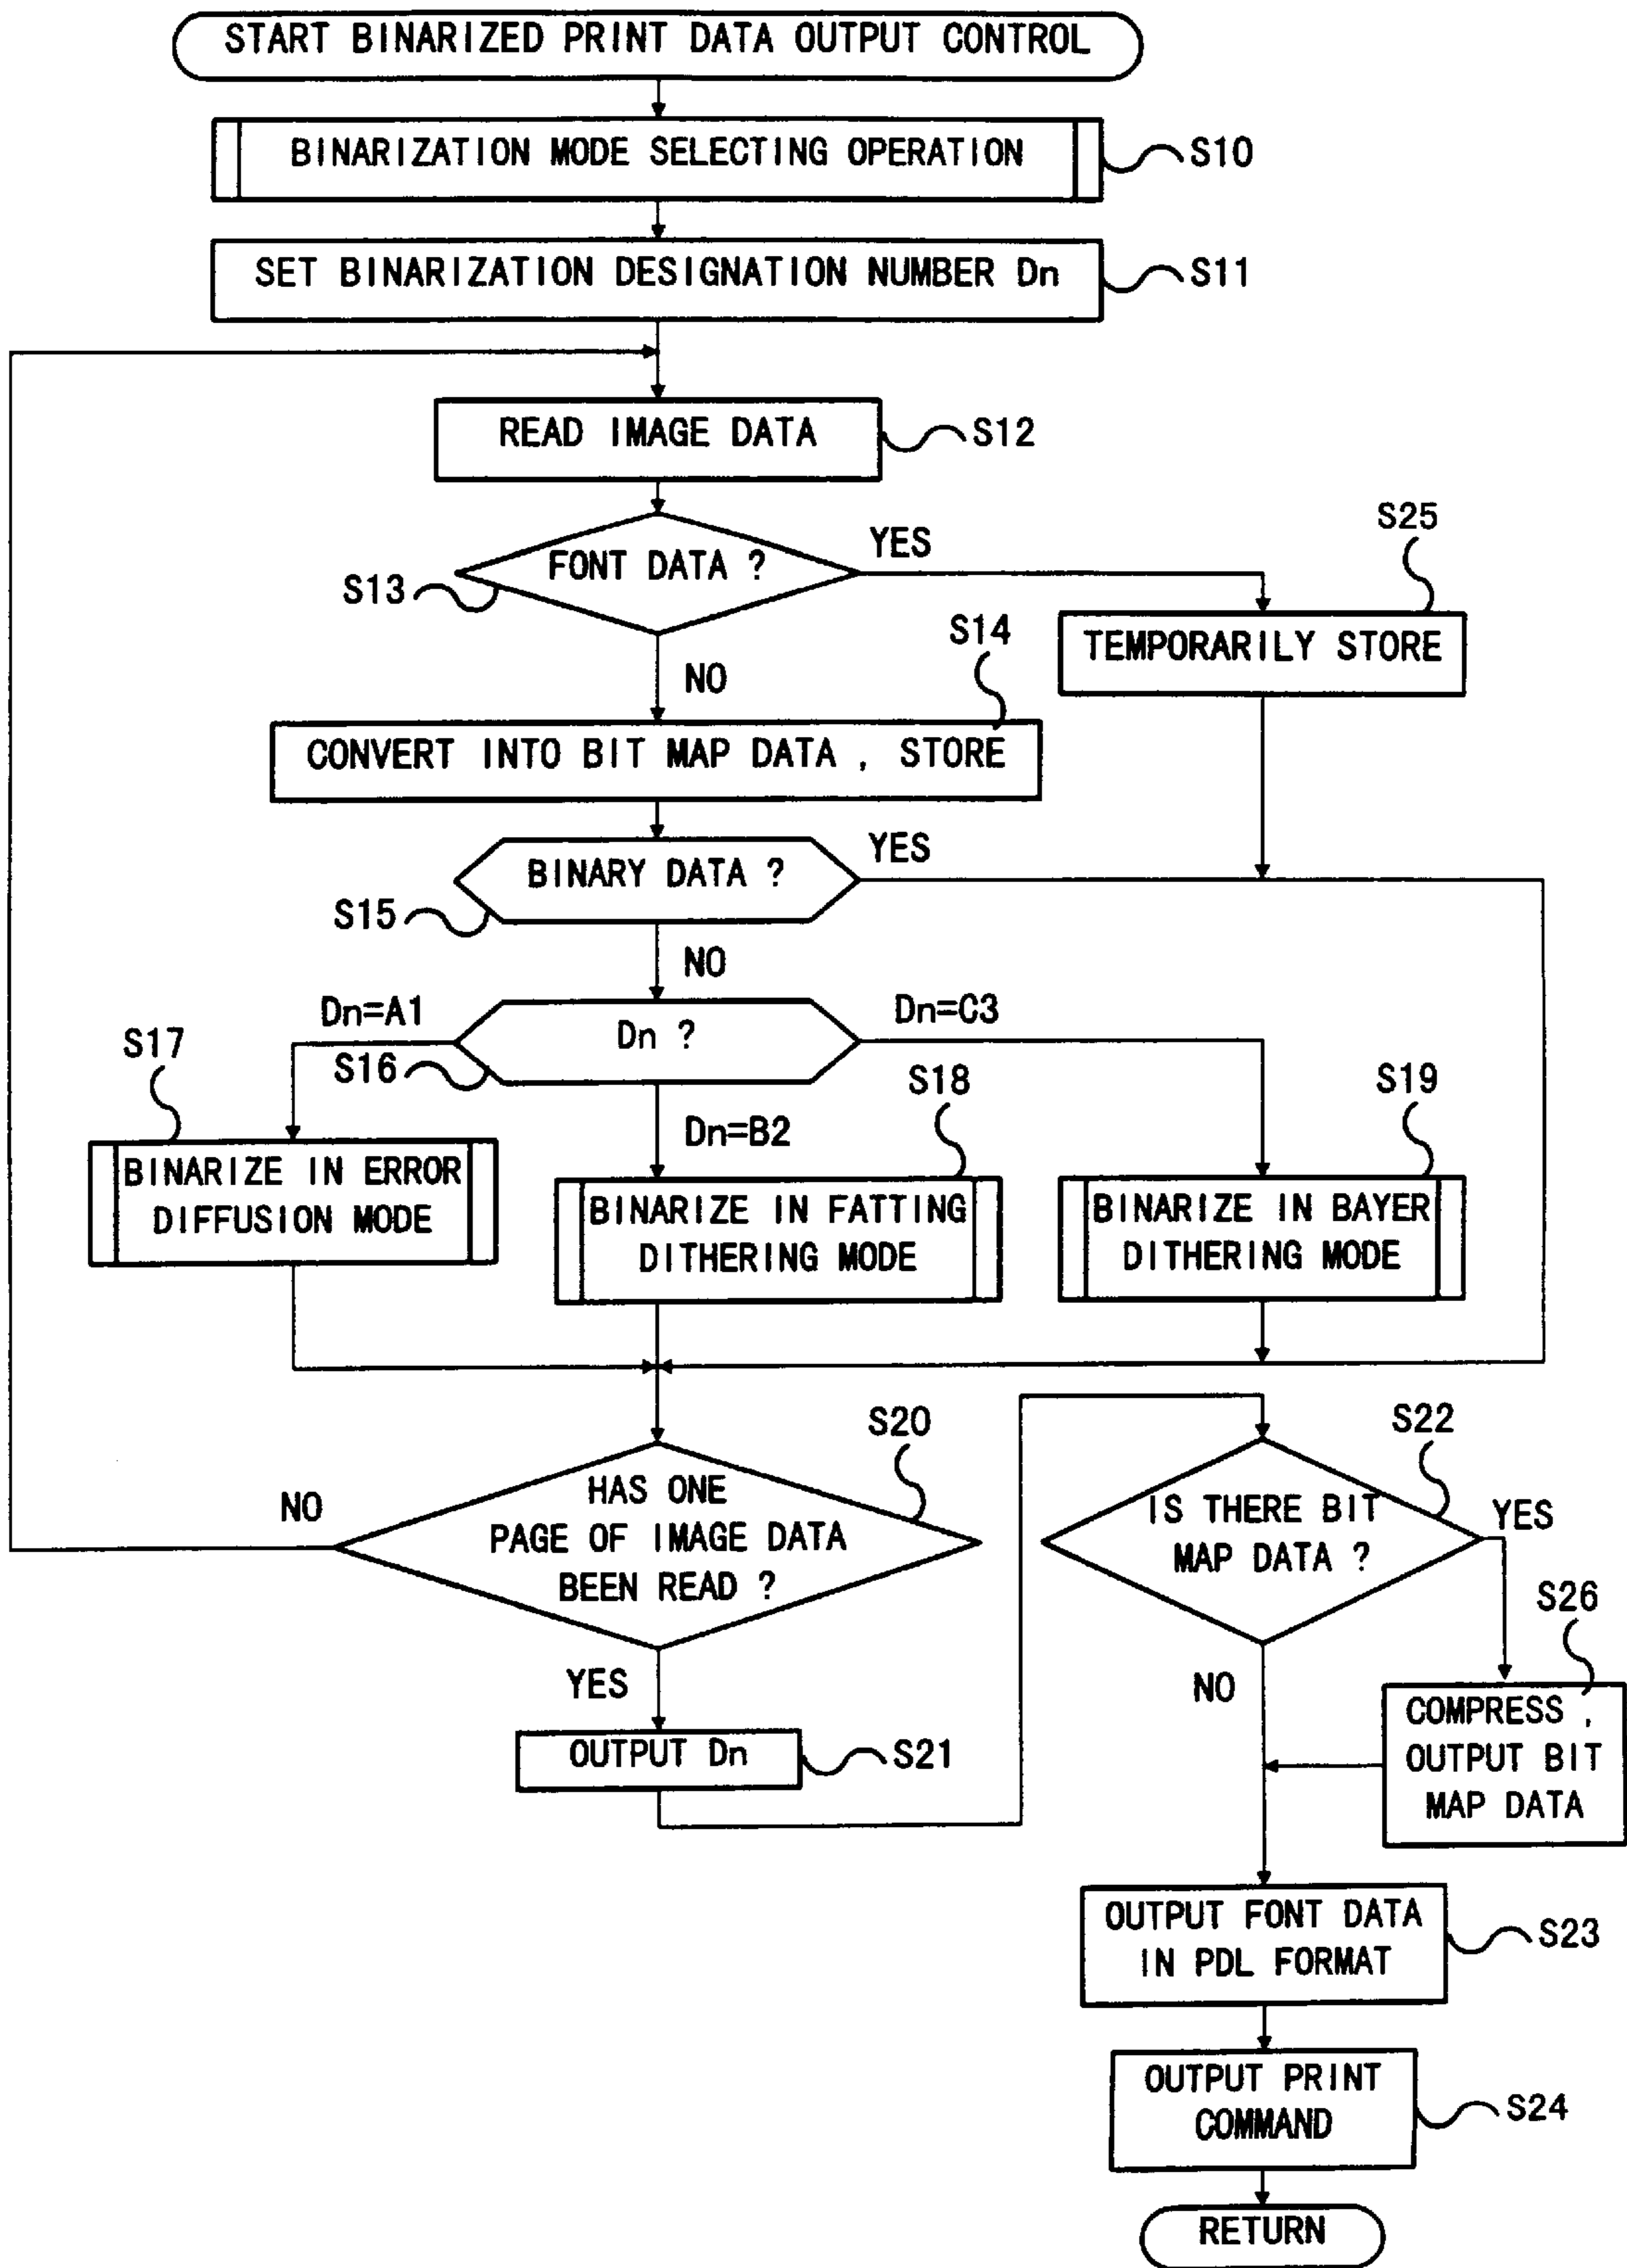 START BINARIZED PRINT DATA OUTPUT CONTROL
BINARIZATION MODE SELECTING OPERATION
S10
SET BINARIZATION DESIGNATION NUMBER Dn
S11
READ IMAGE DATA
S12
FONT DATA ?
YES
S13
NO
S25
TEMPORARILY STORE
S14
CONVERT INTO BIT MAP DATA , STORE
BINARY DATA ?
YES
S15
NO
Dn=A1
Dn ?
Dn=C3
S16
Dn=B2
S17
BINARIZE IN ERROR
DIFFUSION MODE
S18
BINARIZE IN FATTING
DITHERING MODE
S19
BINARIZE IN BAYER
DITHERING MODE
S20
HAS ONE
PAGE OF IMAGE DATA
BEEN READ ?
NO
YES
OUTPUT Dn
S21
S22
IS THERE BIT
MAP DATA ?
YES
NO
S26
COMPRESS ,
OUTPUT BIT
MAP DATA
OUTPUT FONT DATA
IN PDL FORMAT
S23
OUTPUT PRINT
COMMAND
S24
RETURN